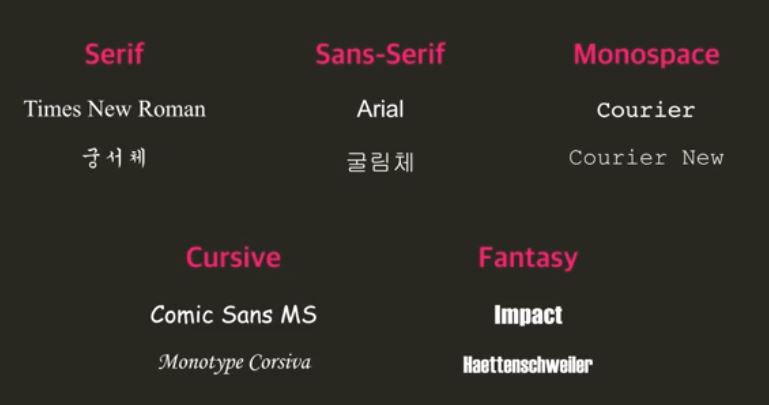 Serif Sans-Serif Monospace
Times New Roman Arial Courier
궁서체 굴림체 Courier New
Cursive Fantasy
Comic Sans MS Impact
Monotype Corsiva Haettenschweiler